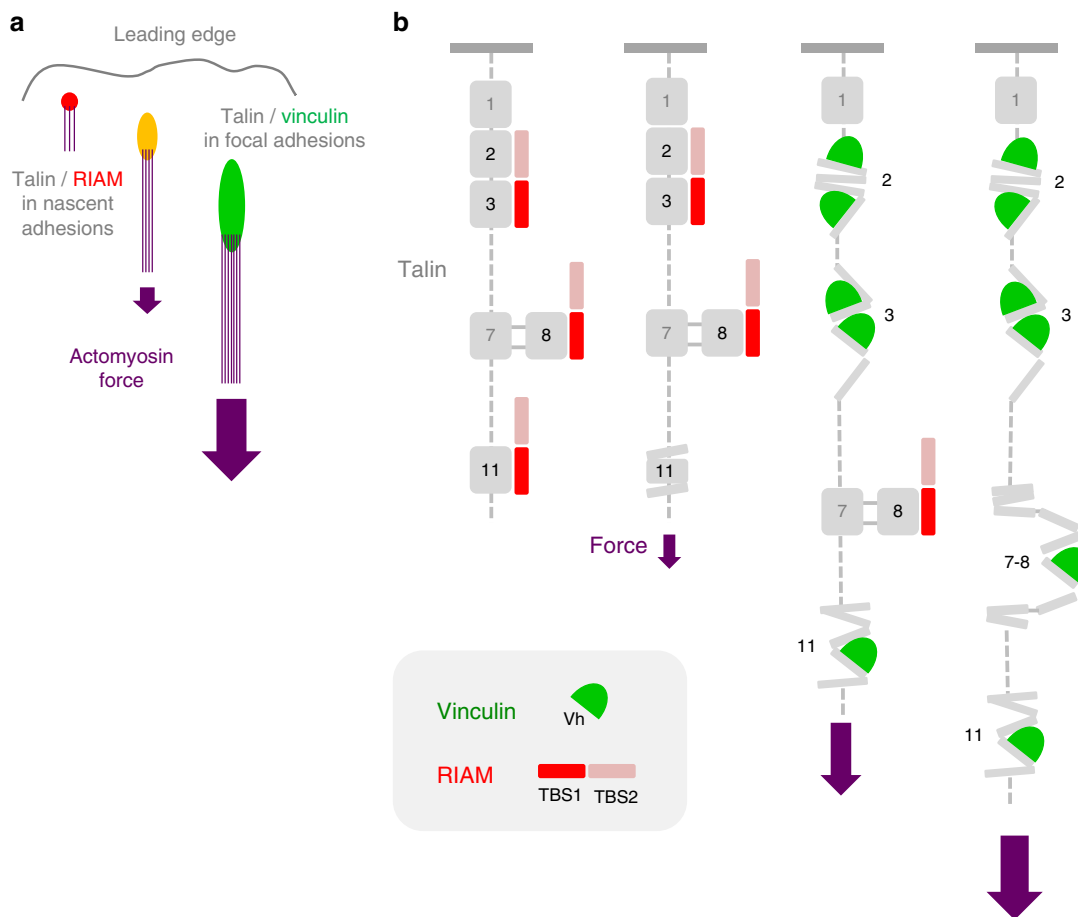 a
Leading edge
Talin / vinculin
in focal adhesions
Talin / RIAM
in nascent
adhesions
Actomyosin
force
b
Talin
1
2
3
7
8
11
1
2
3
7
8
11
Force
1
2
3
7
8
11
1
2
3
7-8
11
Vinculin
Vh
RIAM
TBS1
TBS2